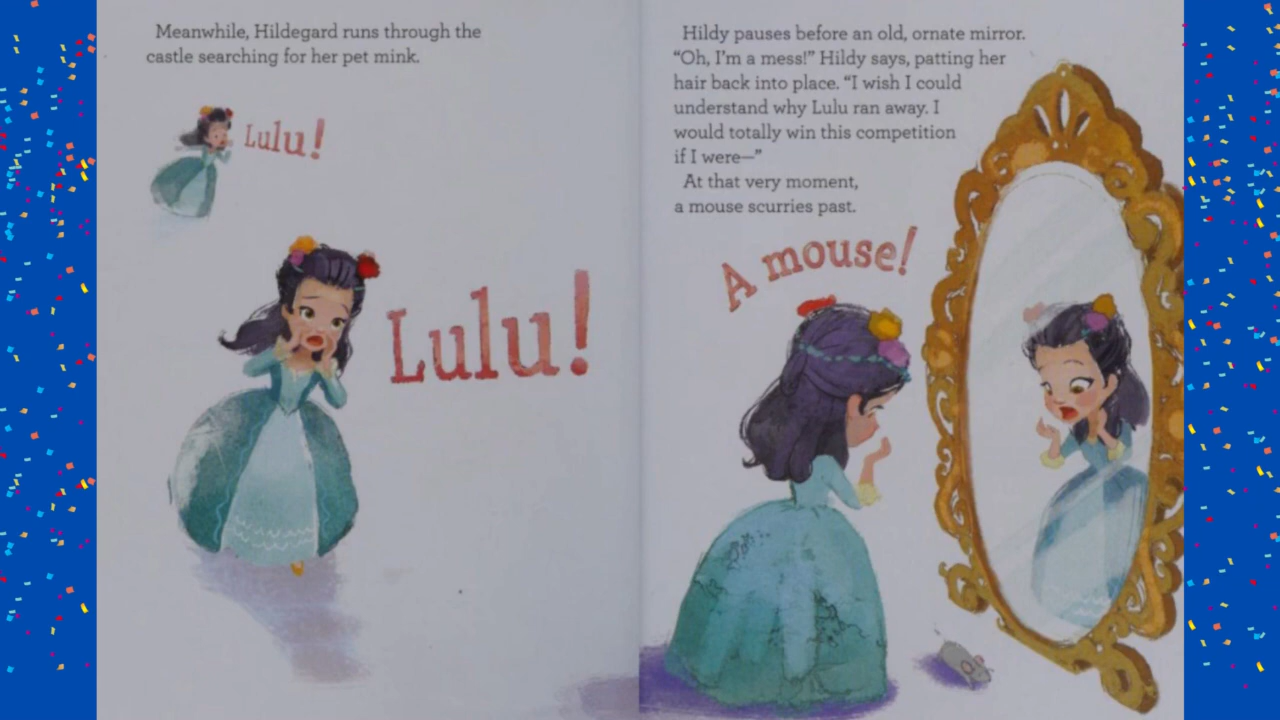 Meanwhile, Hildegard runs through the
castle searching for her pet mink.
Lulu!
Lulu!
Hildy pauses before an old, ornate mirror.
“Oh, I’m a mess!” Hildy says, patting her
hair back into place. “I wish I could
understand why Lulu ran away. I
would totally win this competition
if I were—”
At that very moment,
a mouse scurries past.
A mouse!